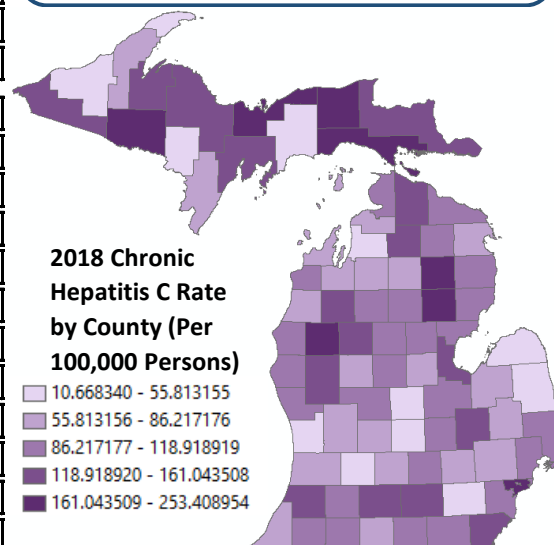 2018 Chronic
Hepatitis C Rate
by County (Per
100,000 Persons)
10.668340 - 55.813155
55.813156 - 86.217176
86.217177 - 118.918919
118.918920 - 161.043508
161.043509 - 253.408954